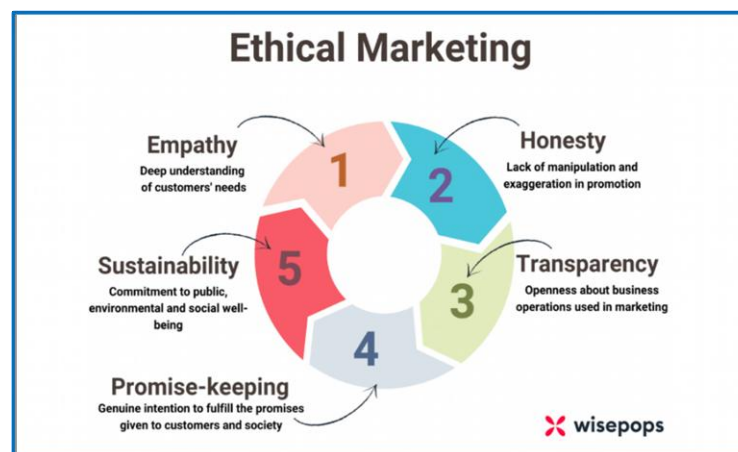 Ethical Marketing
Empathy
Deep understanding
of customers' needs
1
Honesty
Lack of manipulation and
exaggeration in promotion
2
Transparency
Openness about business
operations used in marketing
3
Promise-keeping
Genuine intention to fulfill the promises
given to customers and society
4
Sustainability
Commitment to public,
environmental and social well-
being
5
wisepops